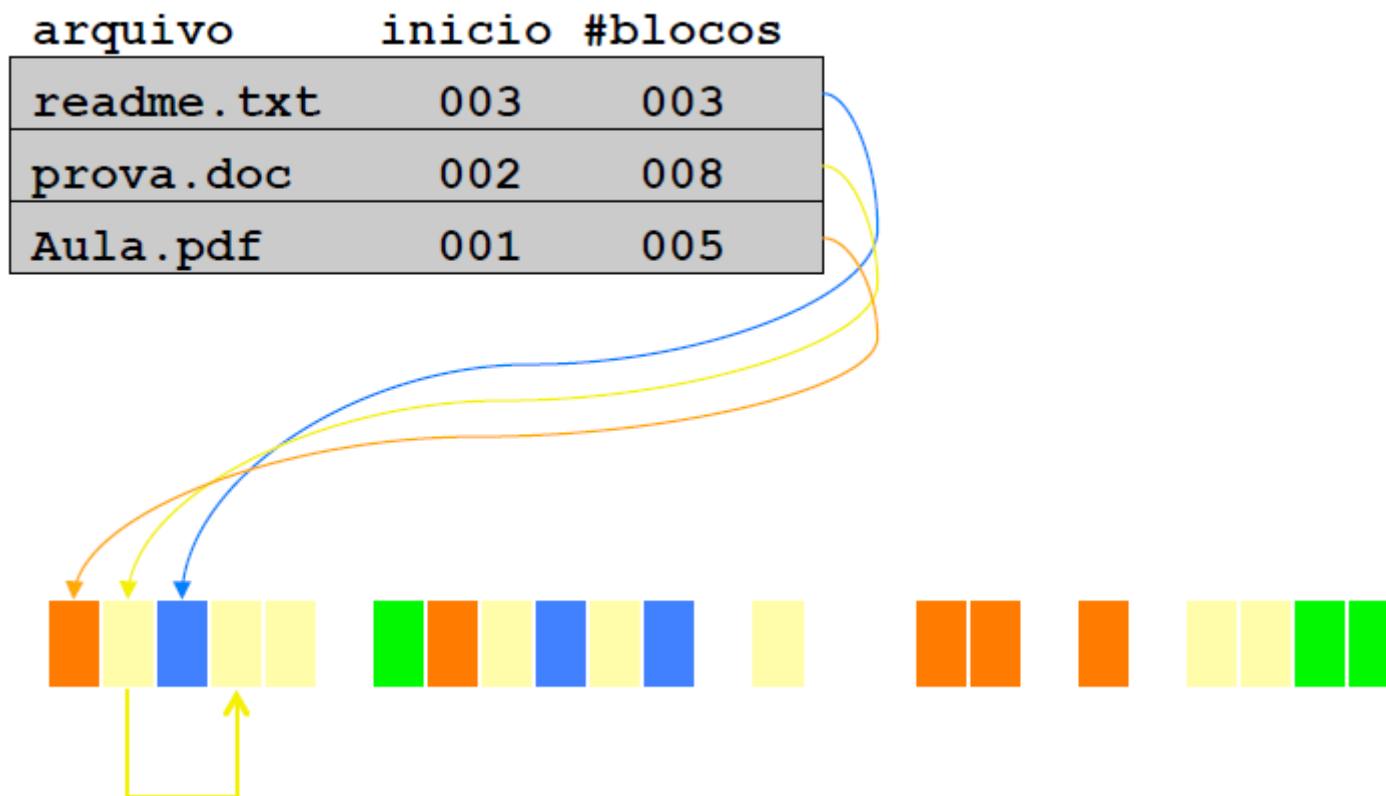 arquivo inicio #blocos
readme.txt 003 003
prova.doc 002 008
Aula.pdf 001 005